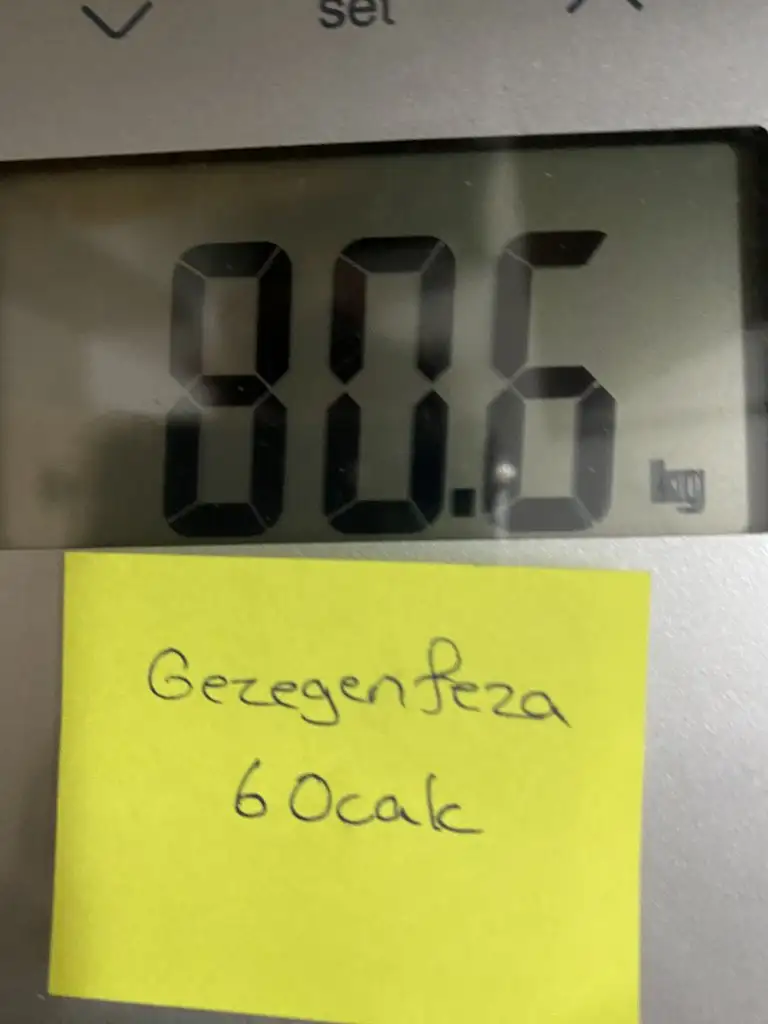 set
80.6 kg
Gezegenfeza
6 Ocak